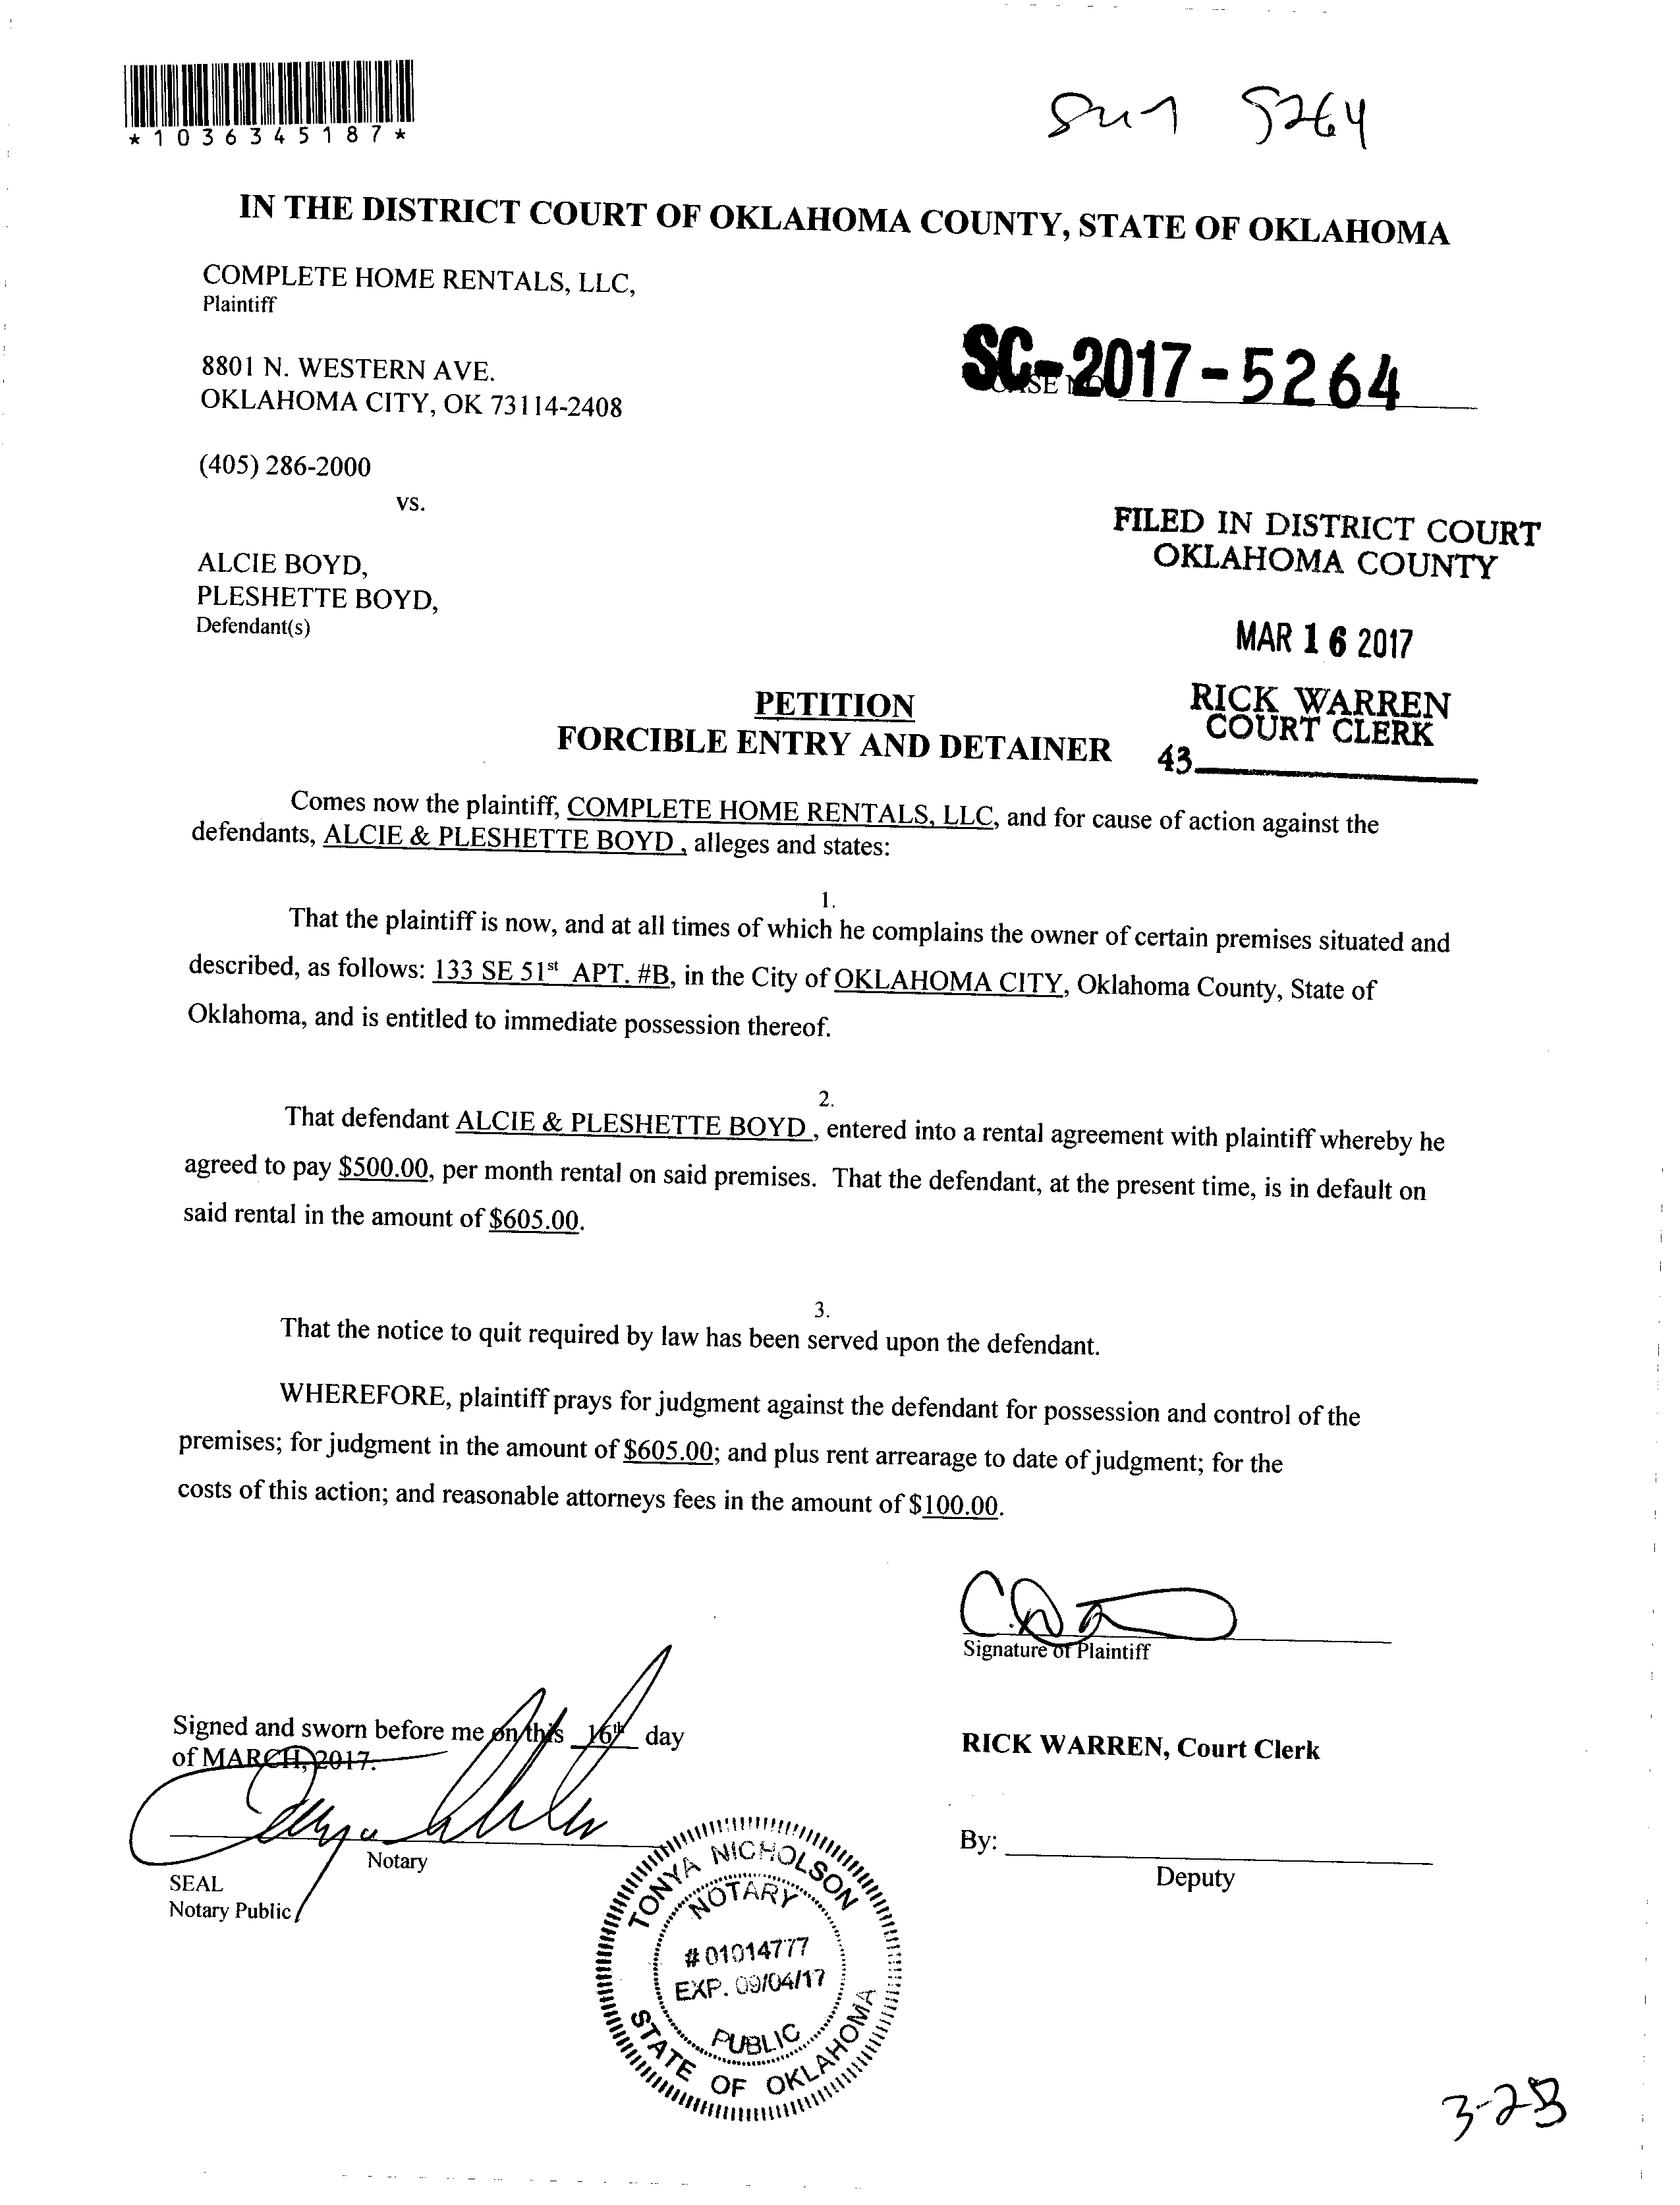 *1036345187*
5264
IN THE DISTRICT COURT OF OKLAHOMA COUNTY, STATE OF OKLAHOMA
COMPLETE HOME RENTALS, LLC,
Plaintiff
8801 N. WESTERN AVE.
OKLAHOMA CITY, OK 73114-2408
SC-2017-5264
CASE NO.
(405) 286-2000
vs.
ALCIE BOYD,
PLESHETTE BOYD,
Defendant(s)
FILED IN DISTRICT COURT
OKLAHOMA COUNTY
MAR 16 2017
RICK WARREN
COURT CLERK
43
PETITION
FORCIBLE ENTRY AND DETAINER
Comes now the plaintiff, COMPLETE HOME RENTALS, LLC, and for cause of action against the
defendants, ALCIE & PLESHETTE BOYD , alleges and states:
1.
That the plaintiff is now, and at all times of which he complains the owner of certain premises situated and
described, as follows: 133 SE 51st APT. #B, in the City of OKLAHOMA CITY, Oklahoma County, State of
Oklahoma, and is entitled to immediate possession thereof.
2.
That defendant ALCIE & PLESHETTE BOYD , entered into a rental agreement with plaintiff whereby he
agreed to pay $500.00, per month rental on said premises. That the defendant, at the present time, is in default on
said rental in the amount of $605.00.
3.
That the notice to quit required by law has been served upon the defendant.
WHEREFORE, plaintiff prays for judgment against the defendant for possession and control of the
premises; for judgment in the amount of $605.00; and plus rent arrearage to date of judgment; for the
costs of this action; and reasonable attorneys fees in the amount of $100.00.
Signature of Plaintiff
Signed and sworn before me on this 16th day
of MARCH, 2017.
RICK WARREN, Court Clerk
Notary
SEAL
Notary Public
By:
Deputy
TONYA NICHOLSON
NOTARY
# 01014777
EXP. 09/04/17
PUBLIC
STATE OF OKLAHOMA
3-28